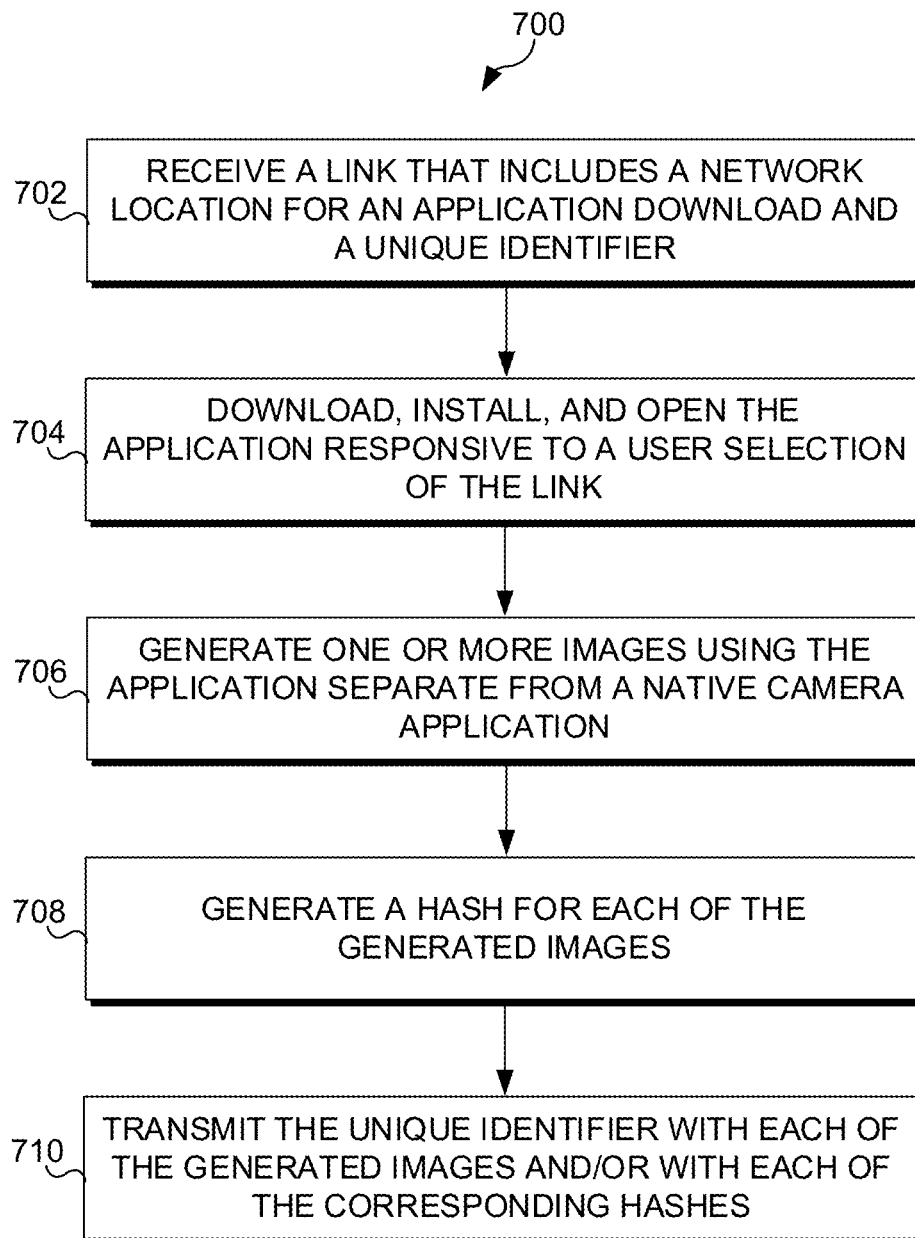 700
702
RECEIVE A LINK THAT INCLUDES A NETWORK
LOCATION FOR AN APPLICATION DOWNLOAD AND
A UNIQUE IDENTIFIER
704
DOWNLOAD, INSTALL, AND OPEN THE
APPLICATION RESPONSIVE TO A USER SELECTION
OF THE LINK
706
GENERATE ONE OR MORE IMAGES USING THE
APPLICATION SEPARATE FROM A NATIVE CAMERA
APPLICATION
708
GENERATE A HASH FOR EACH OF THE
GENERATED IMAGES
710
TRANSMIT THE UNIQUE IDENTIFIER WITH EACH OF
THE GENERATED IMAGES AND/OR WITH EACH OF
THE CORRESPONDING HASHES